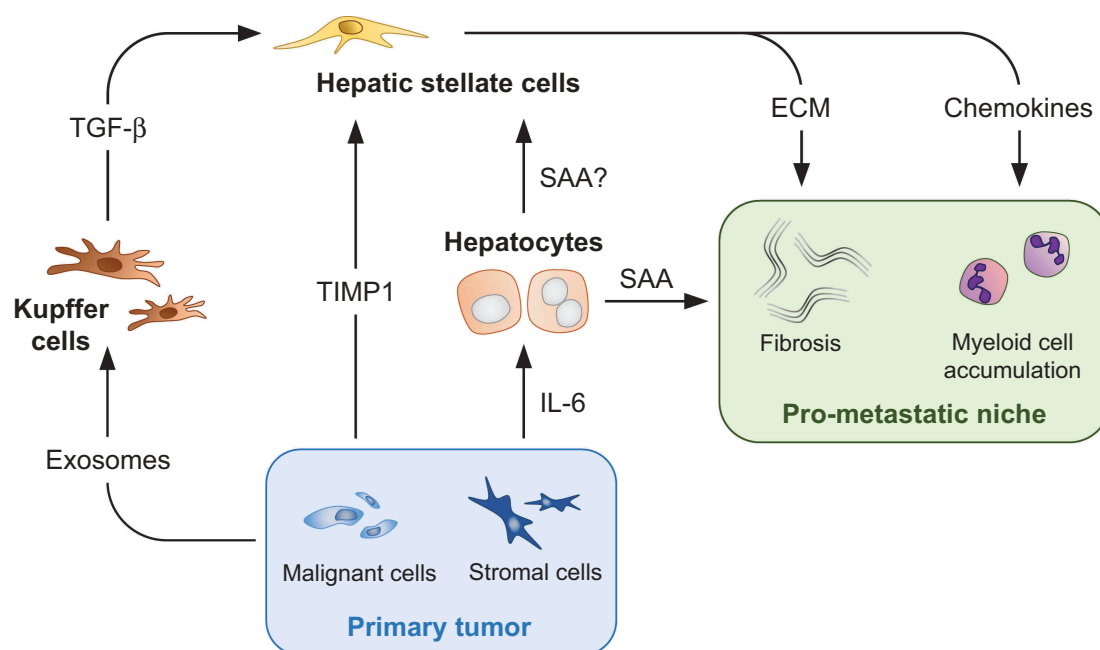 Hepatic stellate cells
TGF-β
ECM
Chemokines
SAA?
Hepatocytes
TIMP1
SAA
Kupffer
cells
Fibrosis
Myeloid cell
accumulation
IL-6
Pro-metastatic niche
Exosomes
Malignant cells
Stromal cells
Primary tumor